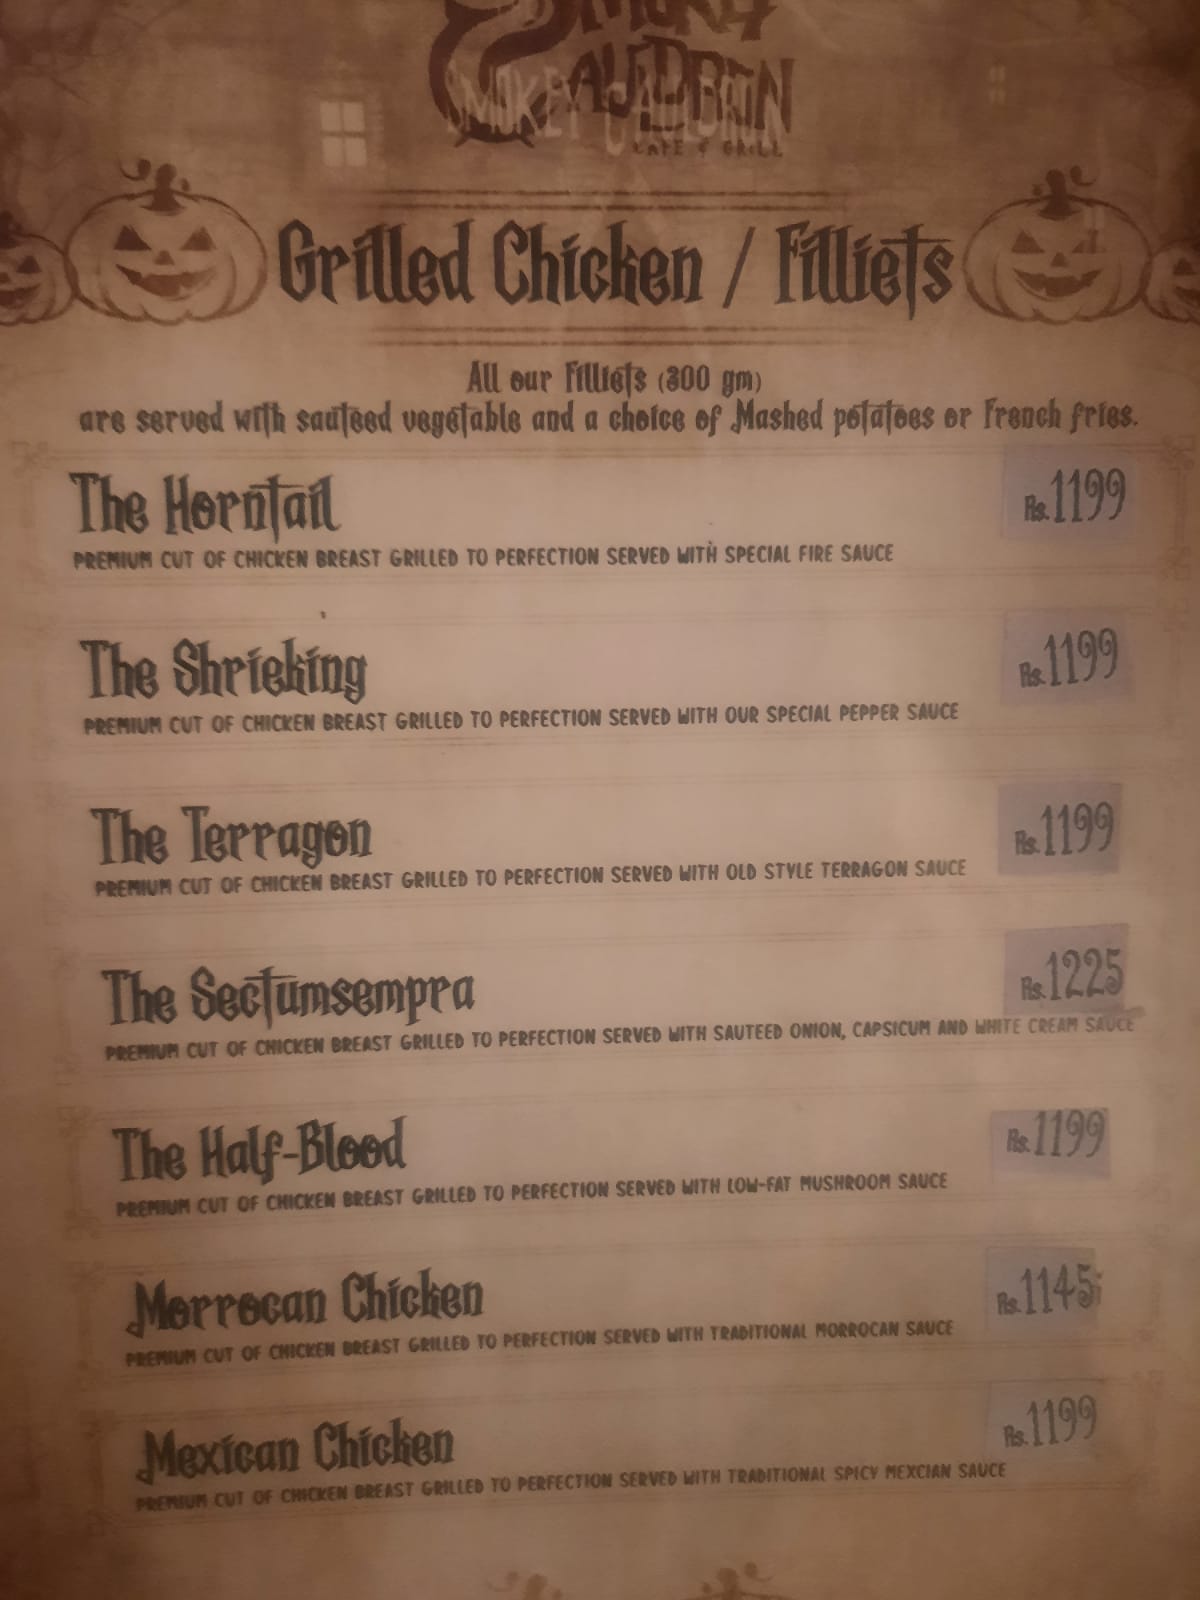 SMOKEY CAULDRON
CAFE & GRILL
Grilled Chicken / Filliets
All our Filliets (300 gm)
are served with sauteed vegetable and a choice of Mashed potatoes or French fries.
The Horntail Rs.1199
PREMIUM CUT OF CHICKEN BREAST GRILLED TO PERFECTION SERVED WITH SPECIAL FIRE SAUCE
The Shrieking Rs.1199
PREMIUM CUT OF CHICKEN BREAST GRILLED TO PERFECTION SERVED WITH OUR SPECIAL PEPPER SAUCE
The Terragon Rs.1199
PREMIUM CUT OF CHICKEN BREAST GRILLED TO PERFECTION SERVED WITH OLD STYLE TERRAGON SAUCE
The Sectumsempra Rs.1225
PREMIUM CUT OF CHICKEN BREAST GRILLED TO PERFECTION SERVED WITH SAUTEED ONION, CAPSICUM AND WHITE CREAM SAUCE
The Half-Blood Rs.1199
PREMIUM CUT OF CHICKEN BREAST GRILLED TO PERFECTION SERVED WITH LOW-FAT MUSHROOM SAUCE
Morrocan Chicken Rs.1145
PREMIUM CUT OF CHICKEN BREAST GRILLED TO PERFECTION SERVED WITH TRADITIONAL MORROCAN SAUCE
Mexican Chicken Rs.1199
PREMIUM CUT OF CHICKEN BREAST GRILLED TO PERFECTION SERVED WITH TRADITIONAL SPICY MEXCIAN SAUCE